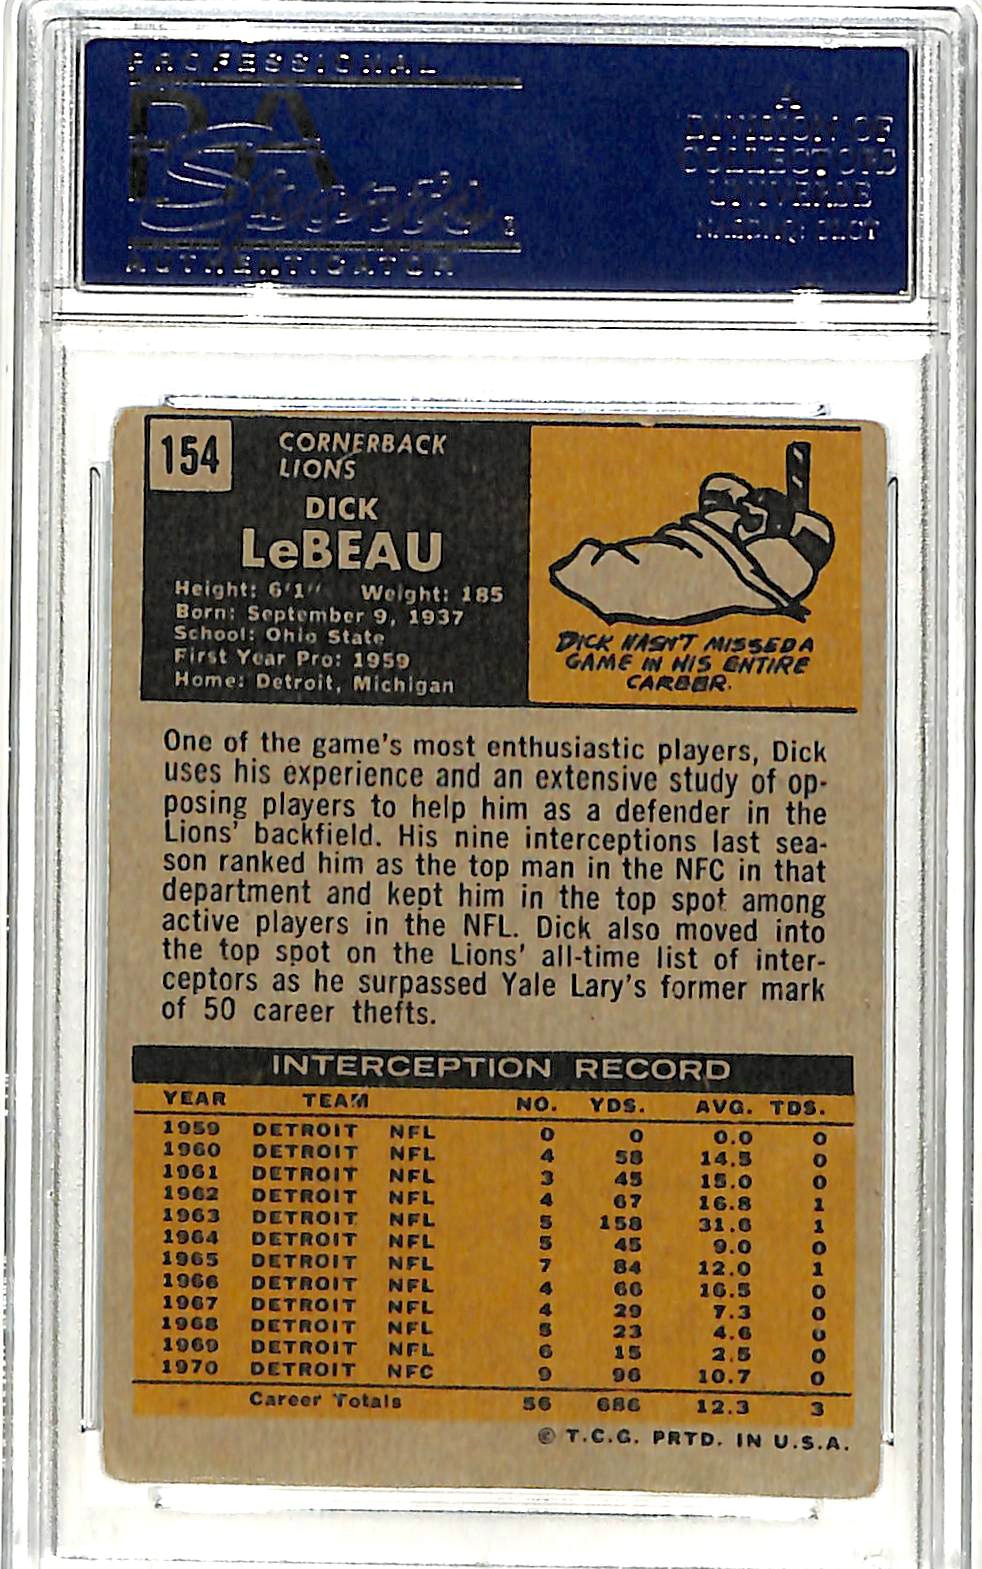 PROFESSIONAL
PSA
Sports
AUTHENTICATOR
A
DIVISION OF
COLLECTORS
UNIVERSE
NASDAQ: CLCT
154
CORNERBACK
LIONS
DICK
LeBEAU
Height: 6'1" Weight: 185
Born: September 9, 1937
School: Ohio State
First Year Pro: 1959
Home: Detroit, Michigan
DICK HASN'T MISSED A
GAME IN HIS ENTIRE
CAREER.
One of the game's most enthusiastic players, Dick
uses his experience and an extensive study of op-
posing players to help him as a defender in the
Lions' backfield. His nine interceptions last sea-
son ranked him as the top man in the NFC in that
department and kept him in the top spot among
active players in the NFL. Dick also moved into
the top spot on the Lions' all-time list of inter-
ceptors as he surpassed Yale Lary's former mark
of 50 career thefts.
INTERCEPTION RECORD
YEAR TEAM NO. YDS. AVG. TDS.
1959 DETROIT NFL 0 0 0.0 0
1960 DETROIT NFL 4 58 14.5 0
1961 DETROIT NFL 3 45 15.0 0
1962 DETROIT NFL 4 67 16.8 1
1963 DETROIT NFL 5 158 31.6 1
1964 DETROIT NFL 5 45 9.0 0
1965 DETROIT NFL 7 84 12.0 1
1966 DETROIT NFL 4 66 16.5 0
1967 DETROIT NFL 4 29 7.3 0
1968 DETROIT NFL 5 23 4.6 0
1969 DETROIT NFL 6 15 2.5 0
1970 DETROIT NFC 9 96 10.7 0
Career Totals 56 686 12.3 3
© T.C.G. PRTD. IN U.S.A.